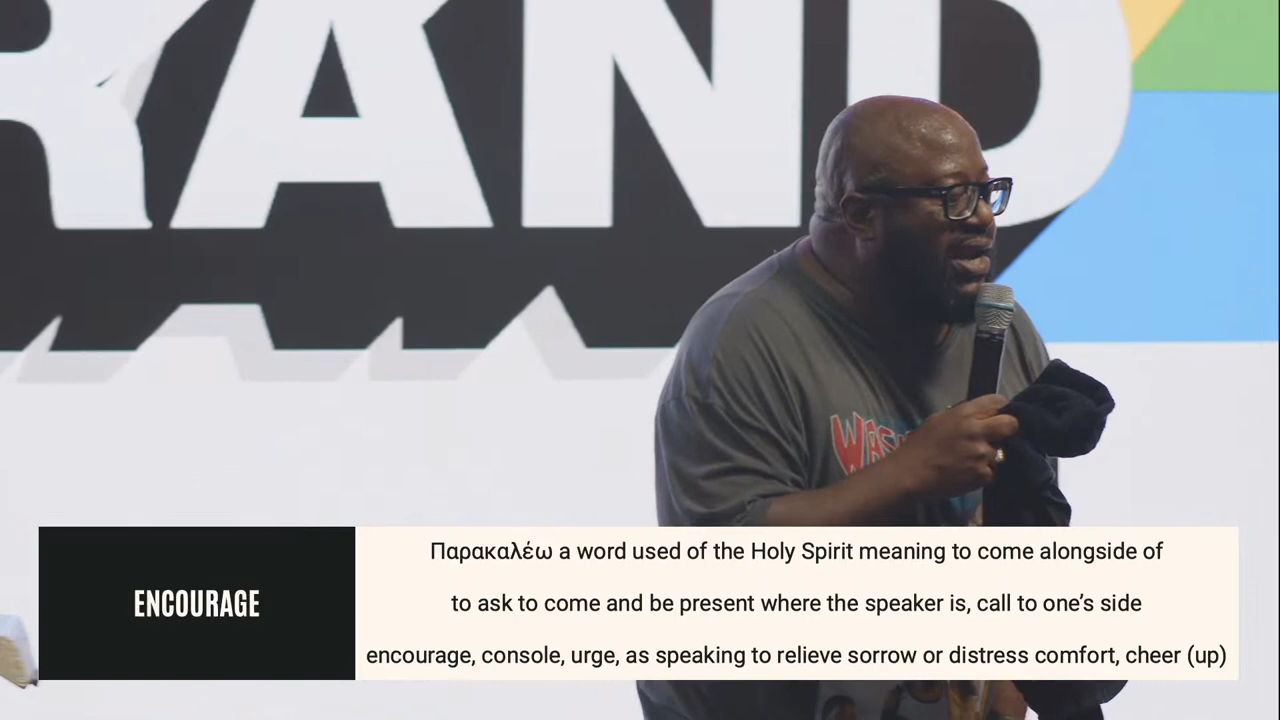 RAND
WAS
ENCOURAGE
Παρακαλέω a word used of the Holy Spirit meaning to come alongside of
to ask to come and be present where the speaker is, call to one’s side
encourage, console, urge, as speaking to relieve sorrow or distress comfort, cheer (up)